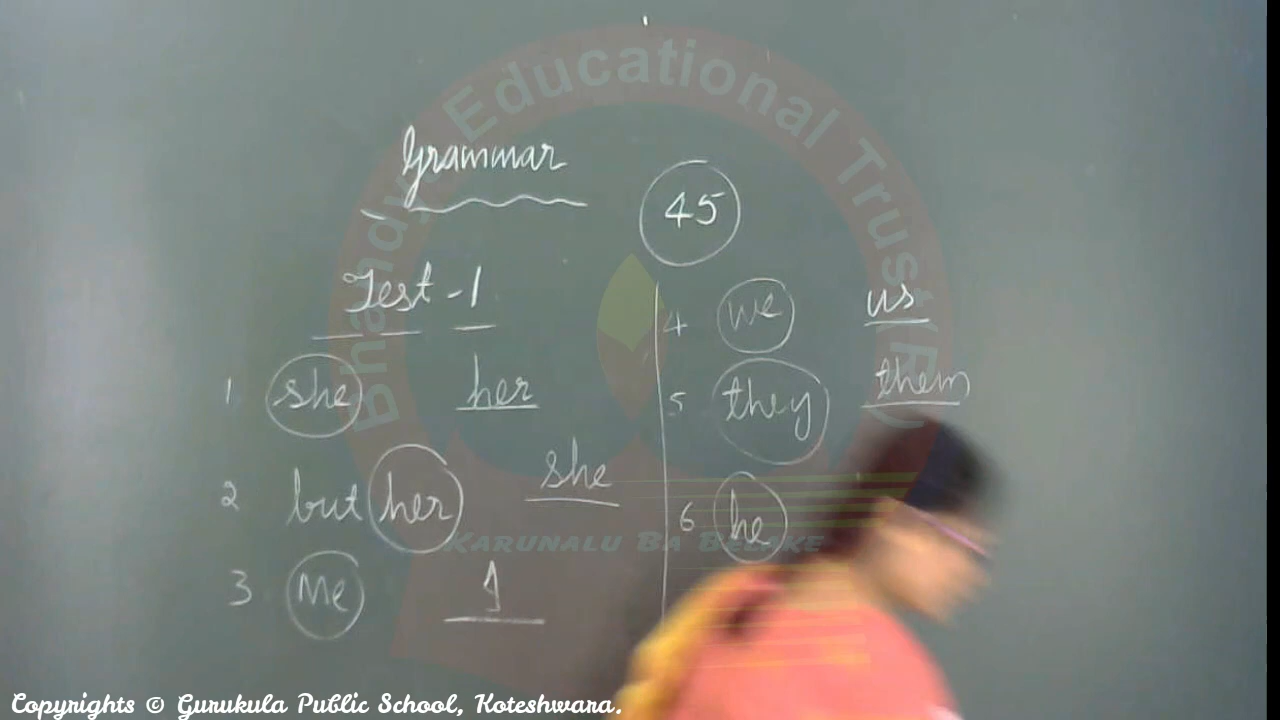 Bhandya Educational Trust (R)
Grammar
45
Test-1
1 she her
2 but her she
3 Me I
4 we us
5 they them
6 he
KARUNALU BA BELAKE
Copyrights © Gurukula Public School, Koteshwara.